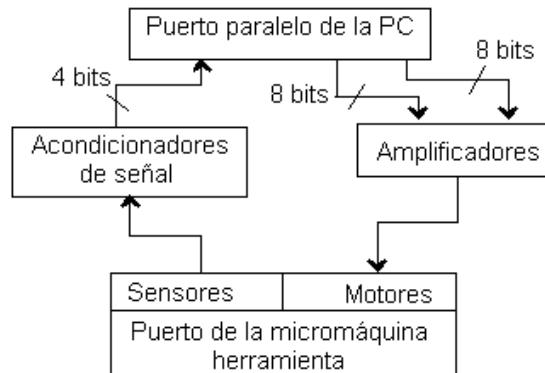 Puerto paralelo de la PC
4 bits
8 bits
8 bits
Acondicionadores
de señal
Amplificadores
Sensores
Motores
Puerto de la micromáquina
herramienta